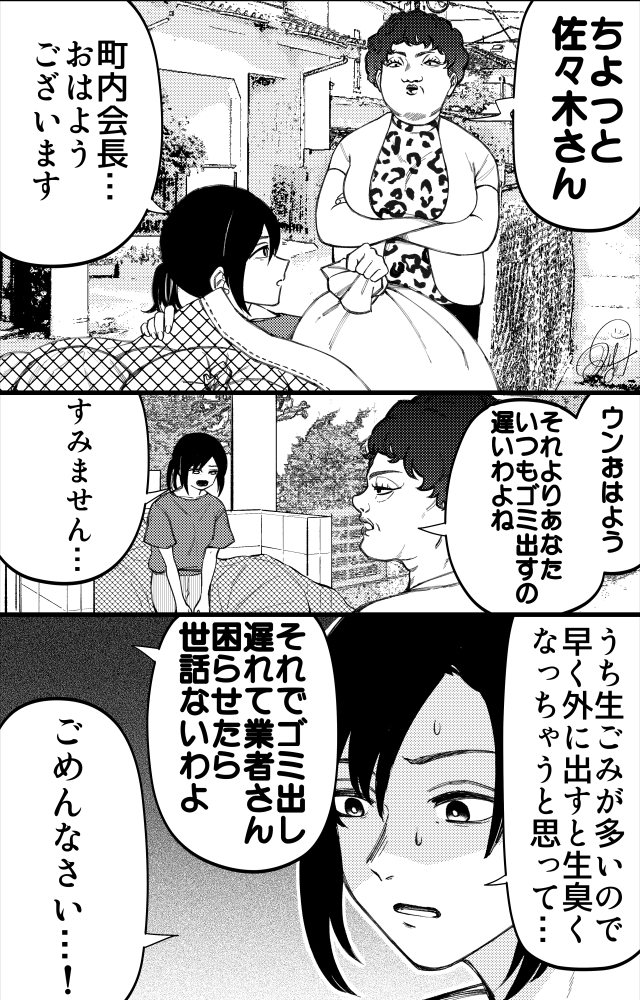 ちょっと
佐々木さん
町内会長…
おはよう
ございます
ウンおはよう
それよりあなた
いつもゴミ出すの
遅いわよね
すみません…
うち生ごみが多いので
早く外に出すと生臭く
なっちゃうと思って…
それでゴミ出し
遅れて業者さん
困らせたら
世話ないわよ
ごめんなさい…！